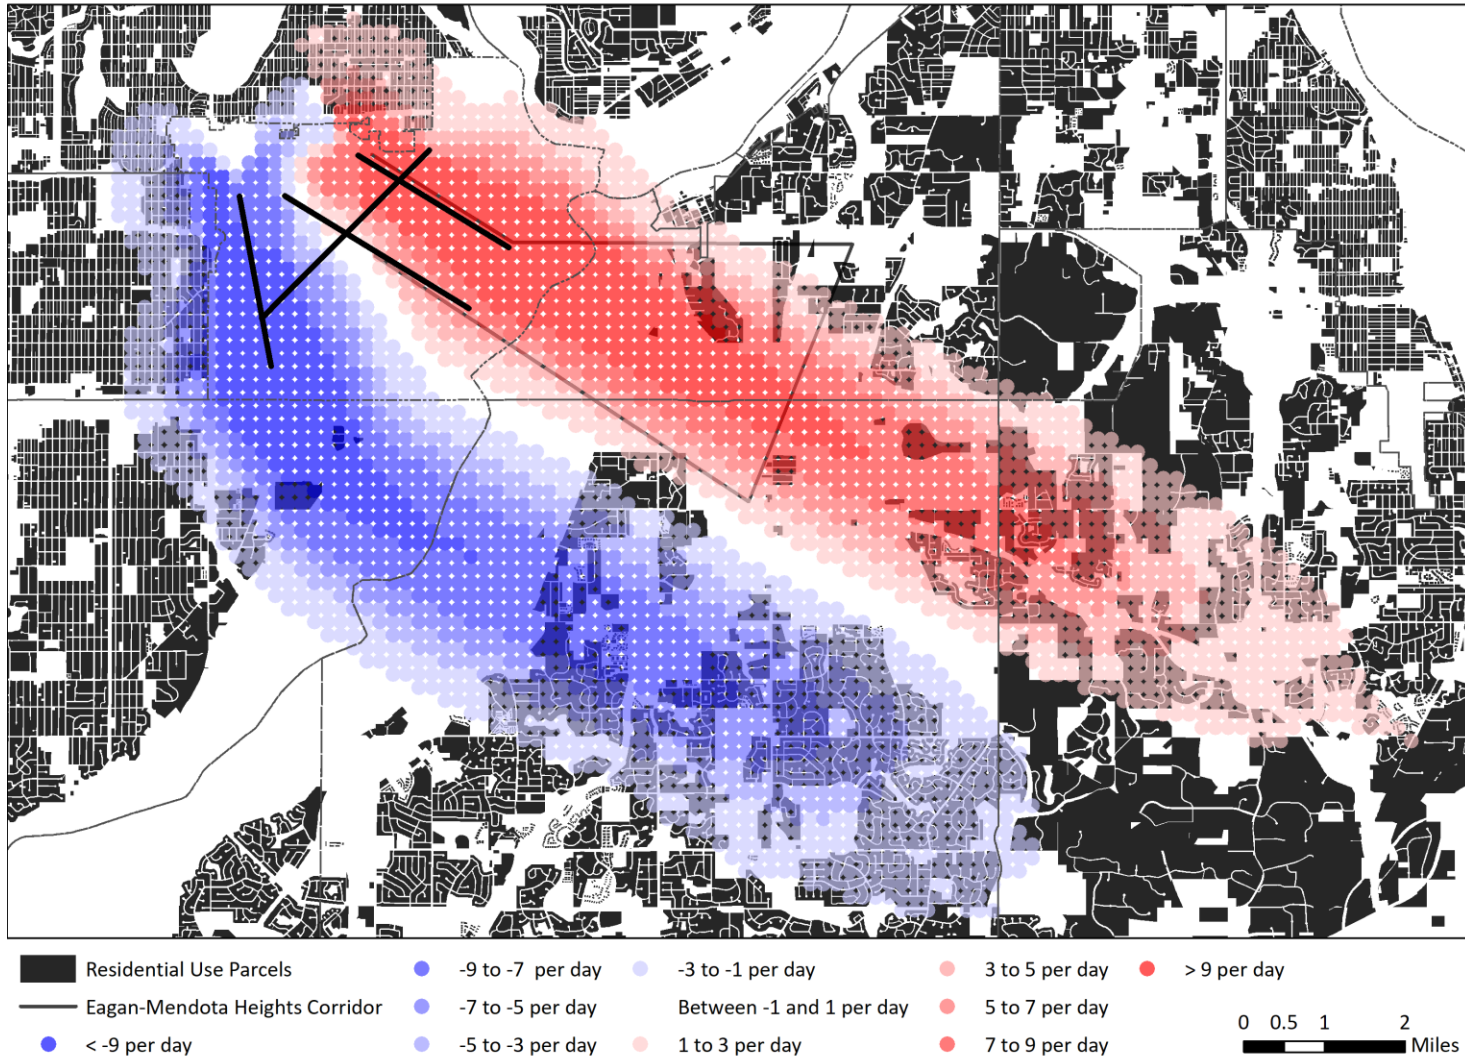 Residential Use Parcels
Eagan-Mendota Heights Corridor
< -9 per day
-9 to -7 per day
-7 to -5 per day
-5 to -3 per day
-3 to -1 per day
Between -1 and 1 per day
1 to 3 per day
3 to 5 per day
5 to 7 per day
7 to 9 per day
> 9 per day
0 0.5 1 2
Miles